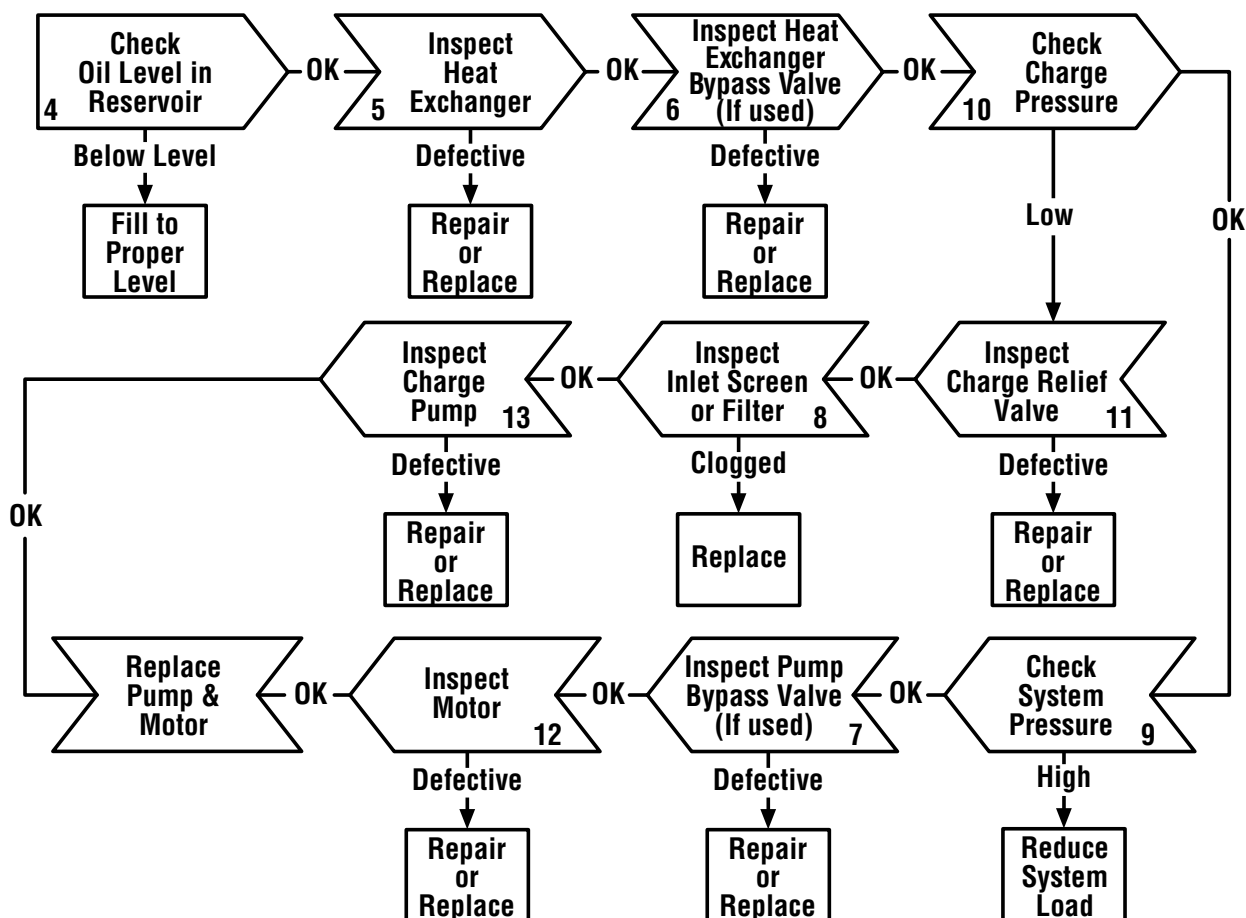 Check
Oil Level in
Reservoir
4
OK
Inspect
Heat
Exchanger
5
OK
Inspect Heat
Exchanger
Bypass Valve
(If used)
6
OK
Check
Charge
Pressure
10
Below Level
Defective
Defective
Low
OK
Fill to
Proper
Level
Repair
or
Replace
Repair
or
Replace
Inspect
Charge Relief
Valve
11
OK
Inspect
Inlet Screen
or Filter
8
OK
Inspect
Charge
Pump
13
OK
Defective
Clogged
Defective
Repair
or
Replace
Replace
Repair
or
Replace
Check
System
Pressure
9
OK
Inspect Pump
Bypass Valve
(If used)
7
OK
Inspect
Motor
12
OK
Replace
Pump &
Motor
High
Defective
Defective
Reduce
System
Load
Repair
or
Replace
Repair
or
Replace